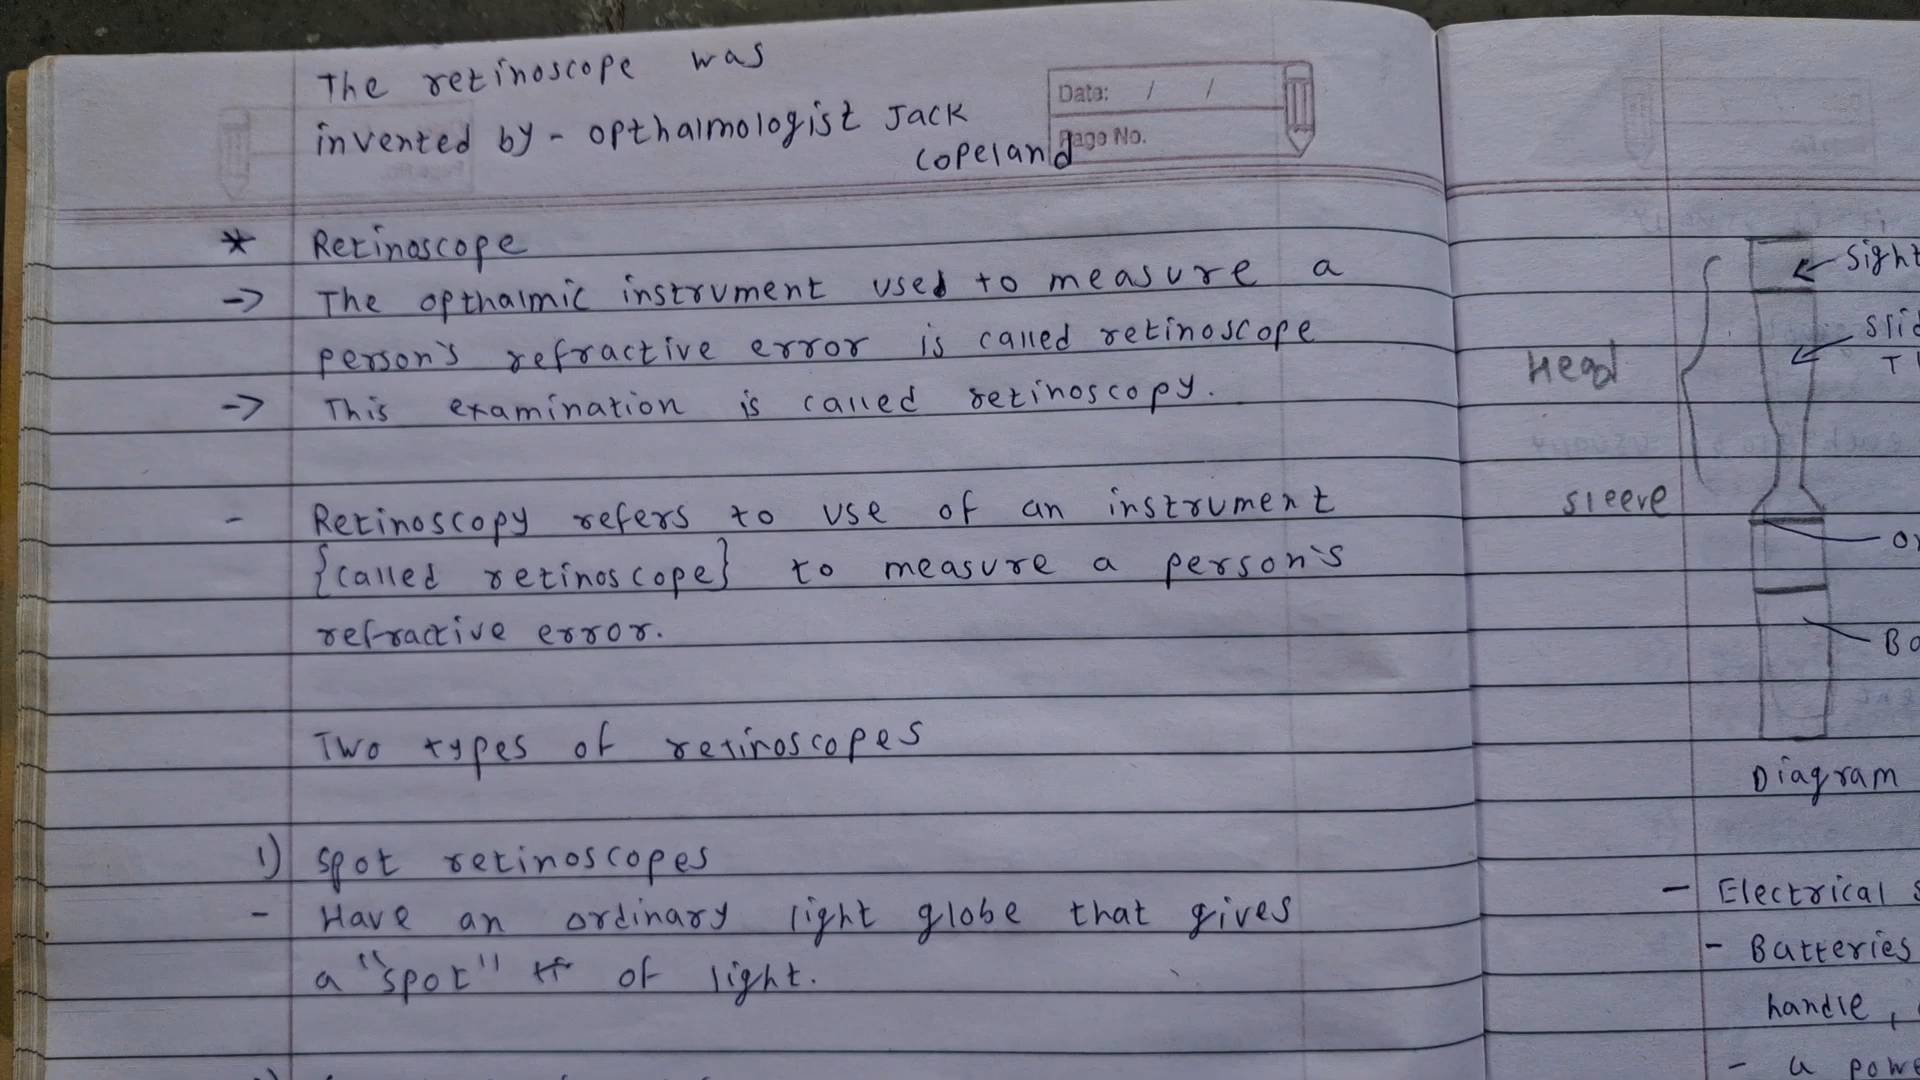 The retinoscope was
invented by - opthalmologist Jack
copeland
Date: / /
Page No.
* Retinoscope
-> The opthalmic instrument used to measure a
person's refractive error is called retinoscope
-> This examination is called retinoscopy.
- Retinoscopy refers to use of an instrument
{called retinoscope} to measure a person's
refractive error.
Two types of retinoscopes
1) Spot retinoscopes
- Have an ordinary light globe that gives
a "spot" of light.
Sight
Head
sleeve
Diagram
- Electrical
- Batteries
handle,
- a